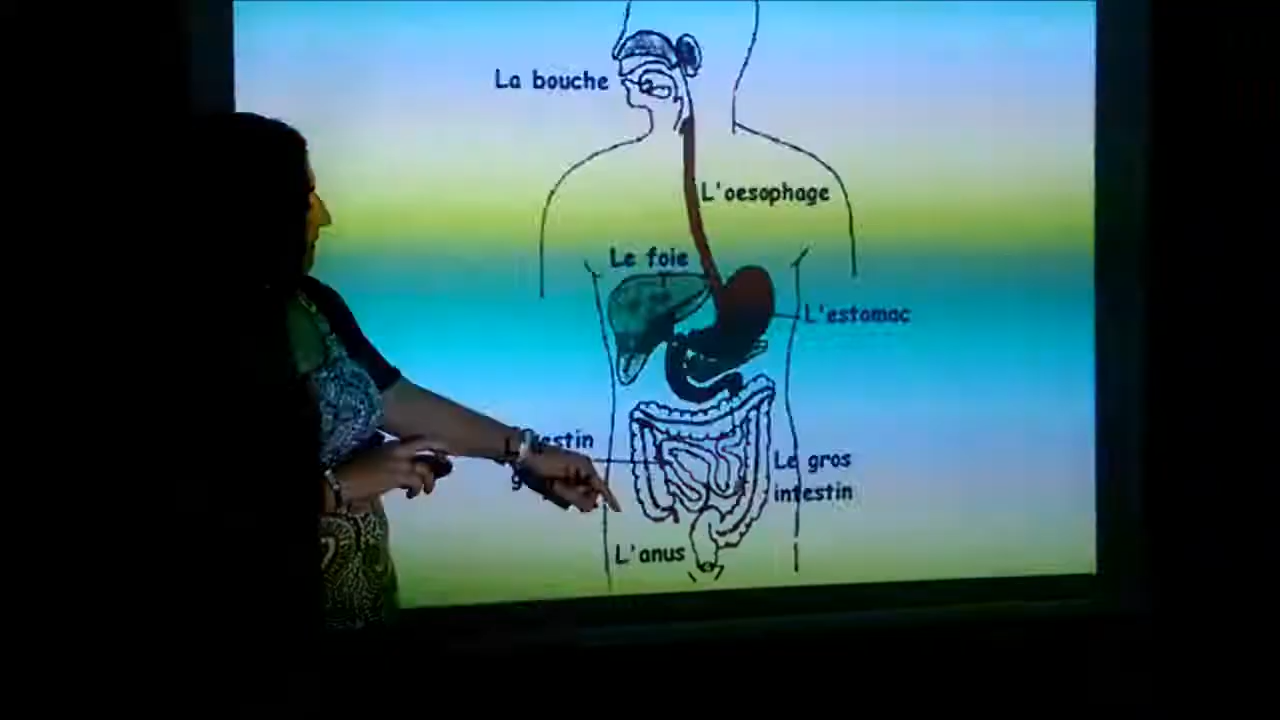 La bouche
L'oesophage
Le foie
L'estomac
Le gros
intestin
L'anus